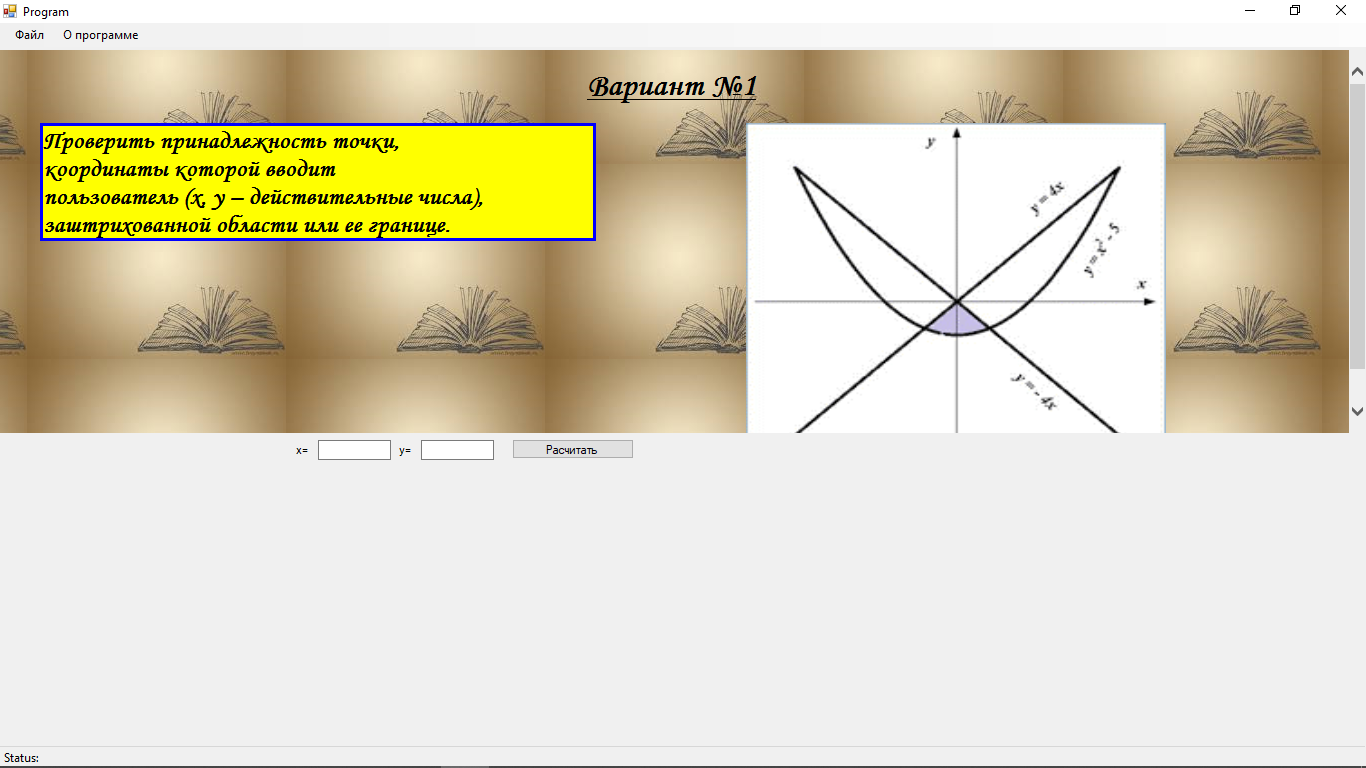 Program
Файл О программе
Вариант №1
Проверить принадлежность точки,
координаты которой вводит
пользователь (x, y – действительные числа),
заштрихованной области или ее границе.
y
y = 4x
y = x² - 5
x
y = - 4x
x= y= Расчитать
Status: